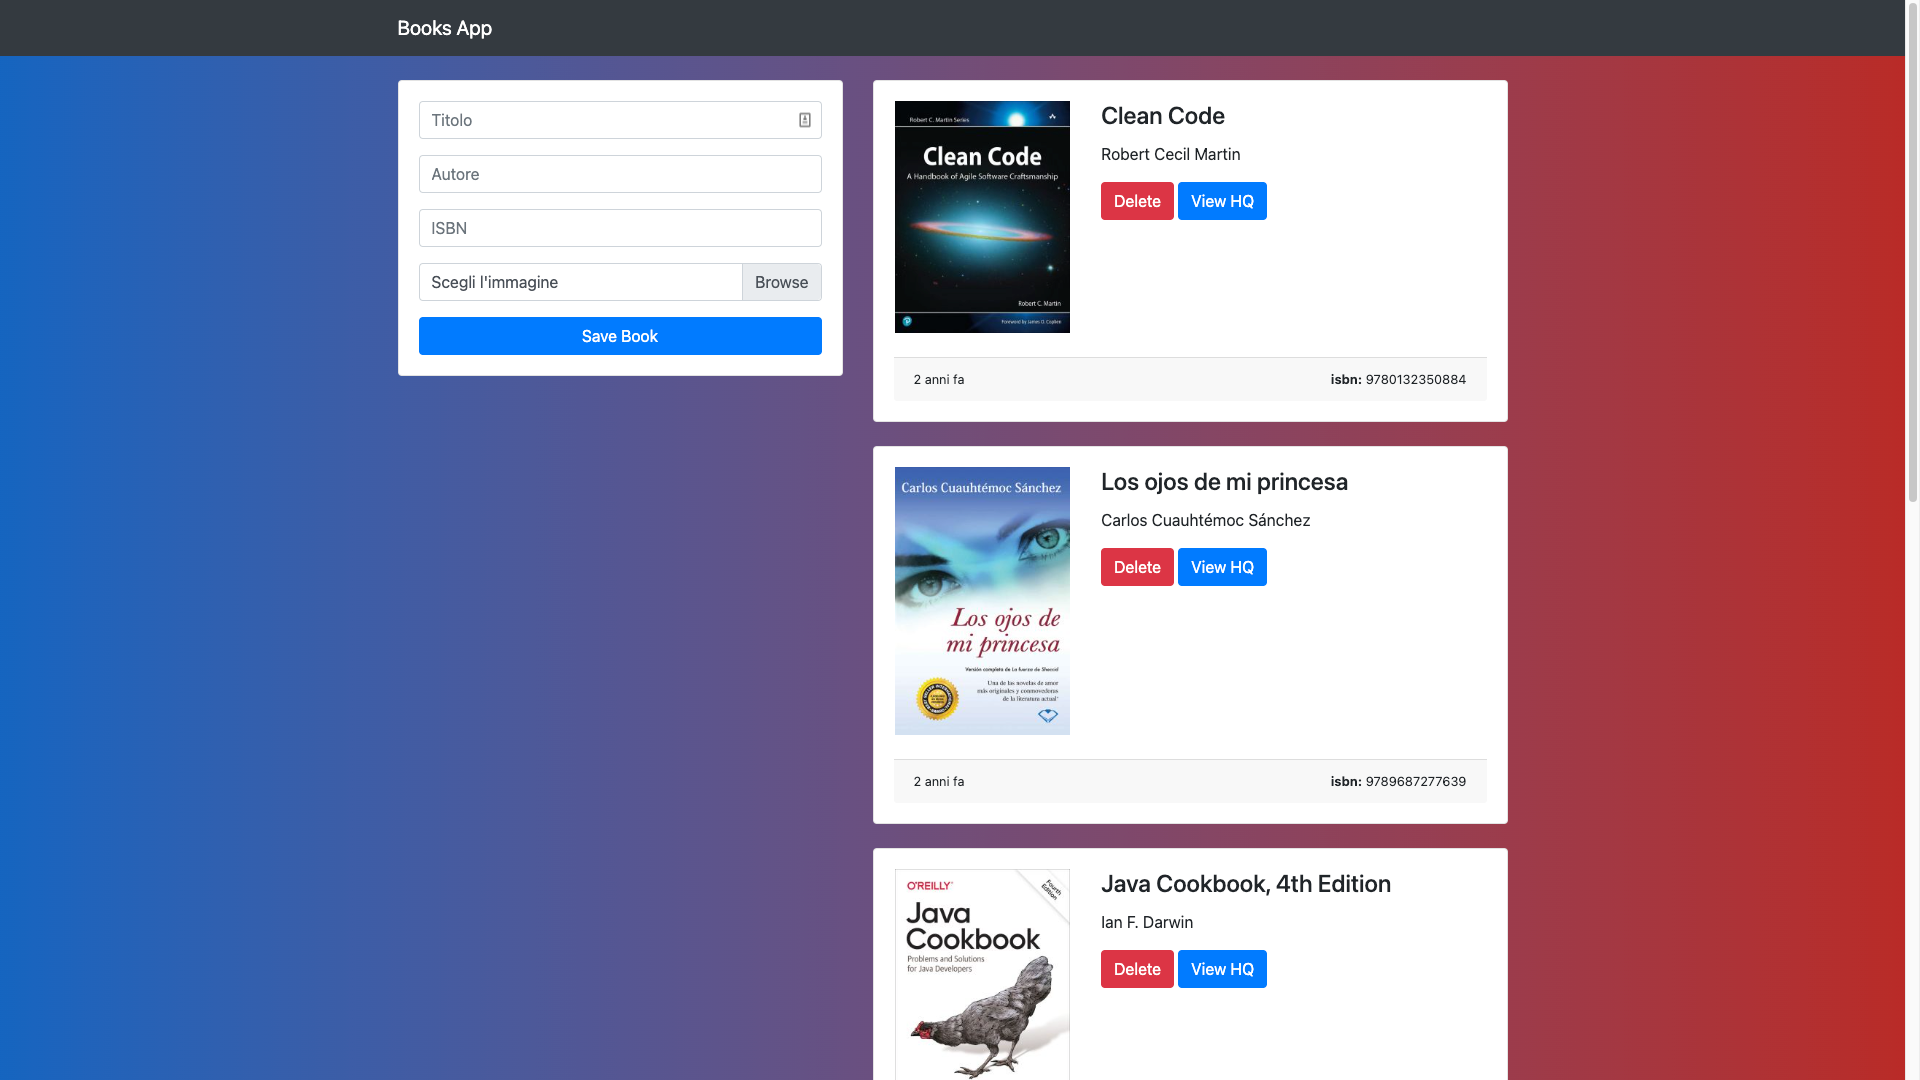 Books App
Titolo
Autore
ISBN
Scegli l'immagine
Browse
Save Book
Robert C. Martin Series
Clean Code
A Handbook of Agile Software Craftsmanship
Robert C. Martin
Foreword by James O. Coplien
Clean Code
Robert Cecil Martin
Delete
View HQ
2 anni fa
isbn: 9780132350884
Carlos Cuauhtémoc Sánchez
Los ojos de
mi princesa
Versión completa de La fuerza de Sheccid
Una de las novelas de amor
más originales y conmovedoras
de la literatura actual
Los ojos de mi princesa
Carlos Cuauhtémoc Sánchez
Delete
View HQ
2 anni fa
isbn: 9789687277639
O'REILLY
Fourth
Edition
Java
Cookbook
Problems and Solutions
for Java Developers
Java Cookbook, 4th Edition
Ian F. Darwin
Delete
View HQ